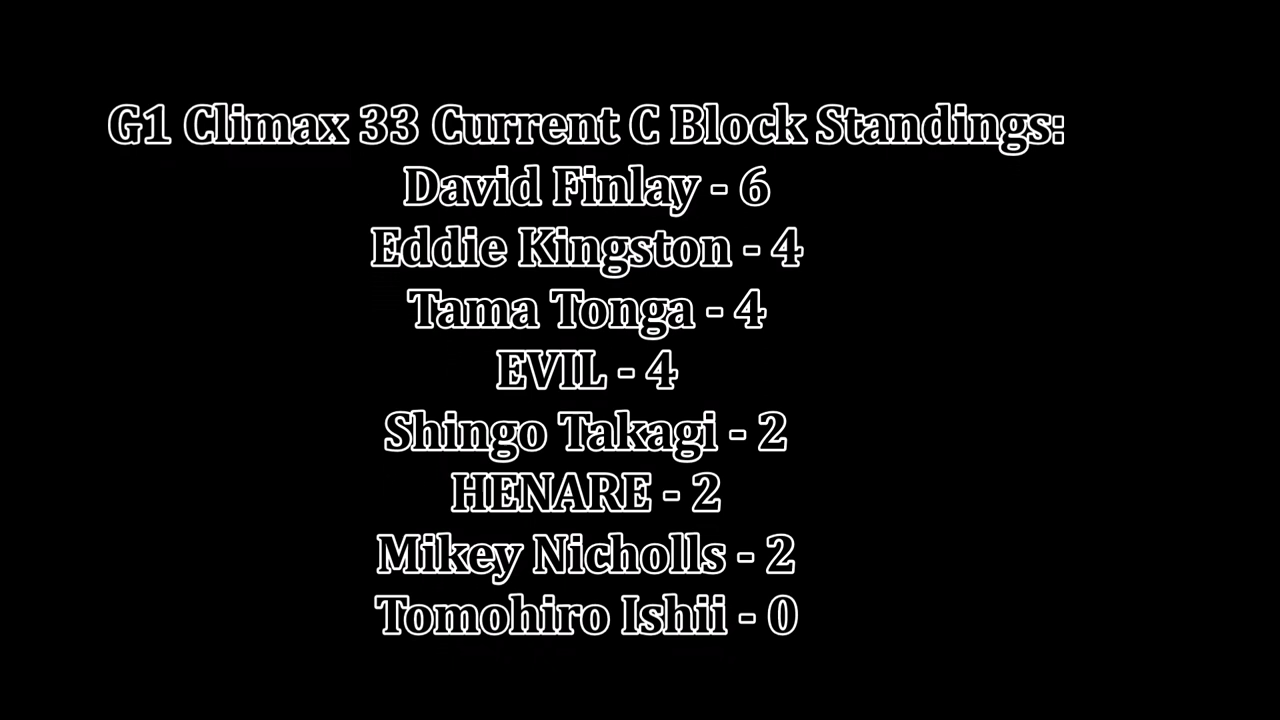 G1 Climax 33 Current C Block Standings:
David Finlay - 6
Eddie Kingston - 4
Tama Tonga - 4
EVIL - 4
Shingo Takagi - 2
HENARE - 2
Mikey Nicholls - 2
Tomohiro Ishii - 0